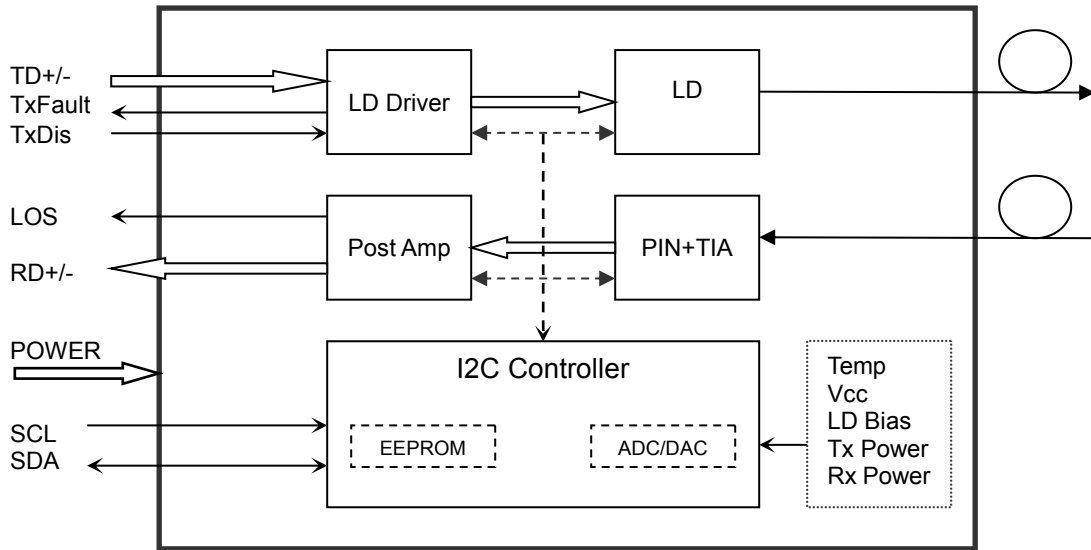 TD+/-
TxFault
TxDis
LD Driver
LD
LOS
RD+/-
Post Amp
PIN+TIA
POWER
SCL
SDA
I2C Controller
EEPROM
ADC/DAC
Temp
Vcc
LD Bias
Tx Power
Rx Power